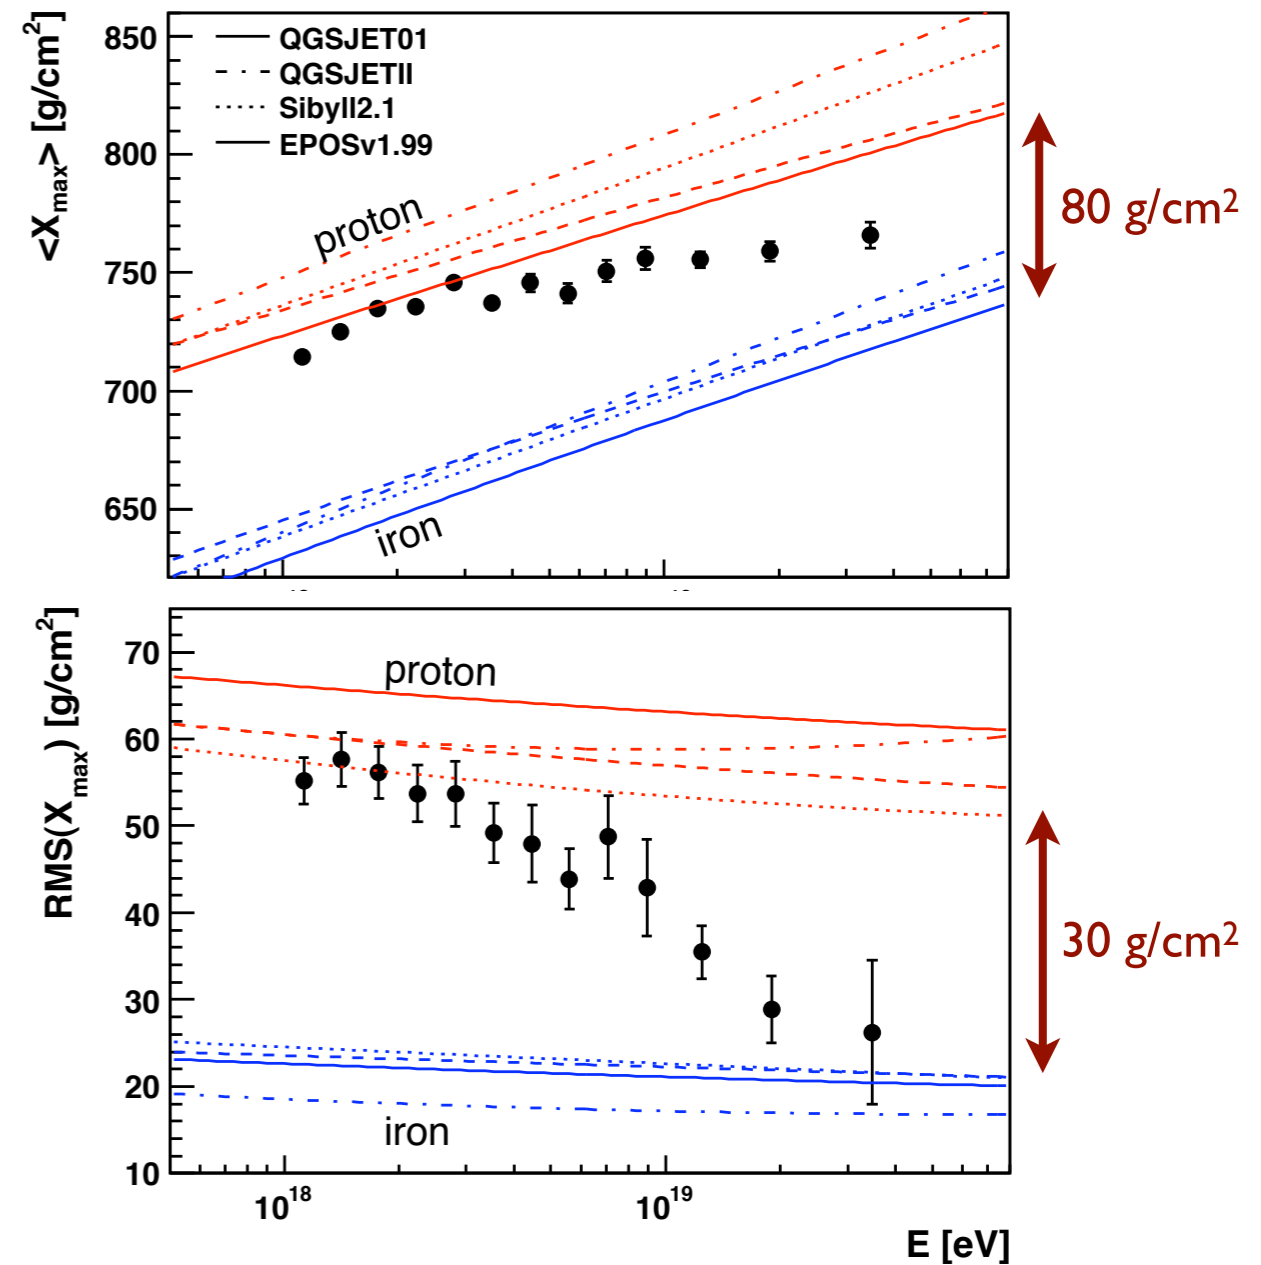 <X_max> [g/cm²]
850
800
750
700
650
QGSJET01
QGSJETII
Sibyll2.1
EPOSv1.99
proton
iron
80 g/cm²
RMS(X_max) [g/cm²]
70
60
50
40
30
20
10
proton
iron
30 g/cm²
10¹⁸
10¹⁹
E [eV]